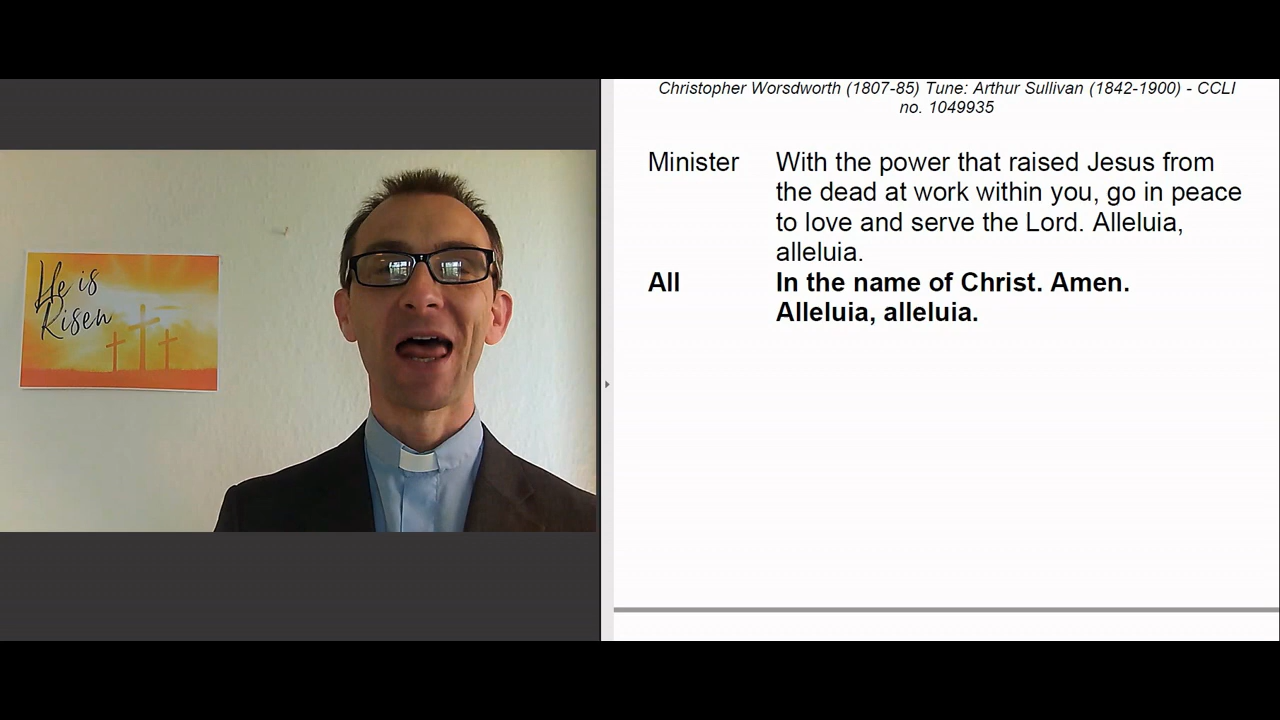 He is
Risen
Christopher Worsdworth (1807-85) Tune: Arthur Sullivan (1842-1900) - CCLI
no. 1049935
Minister With the power that raised Jesus from
the dead at work within you, go in peace
to love and serve the Lord. Alleluia,
alleluia.
All In the name of Christ. Amen.
Alleluia, alleluia.